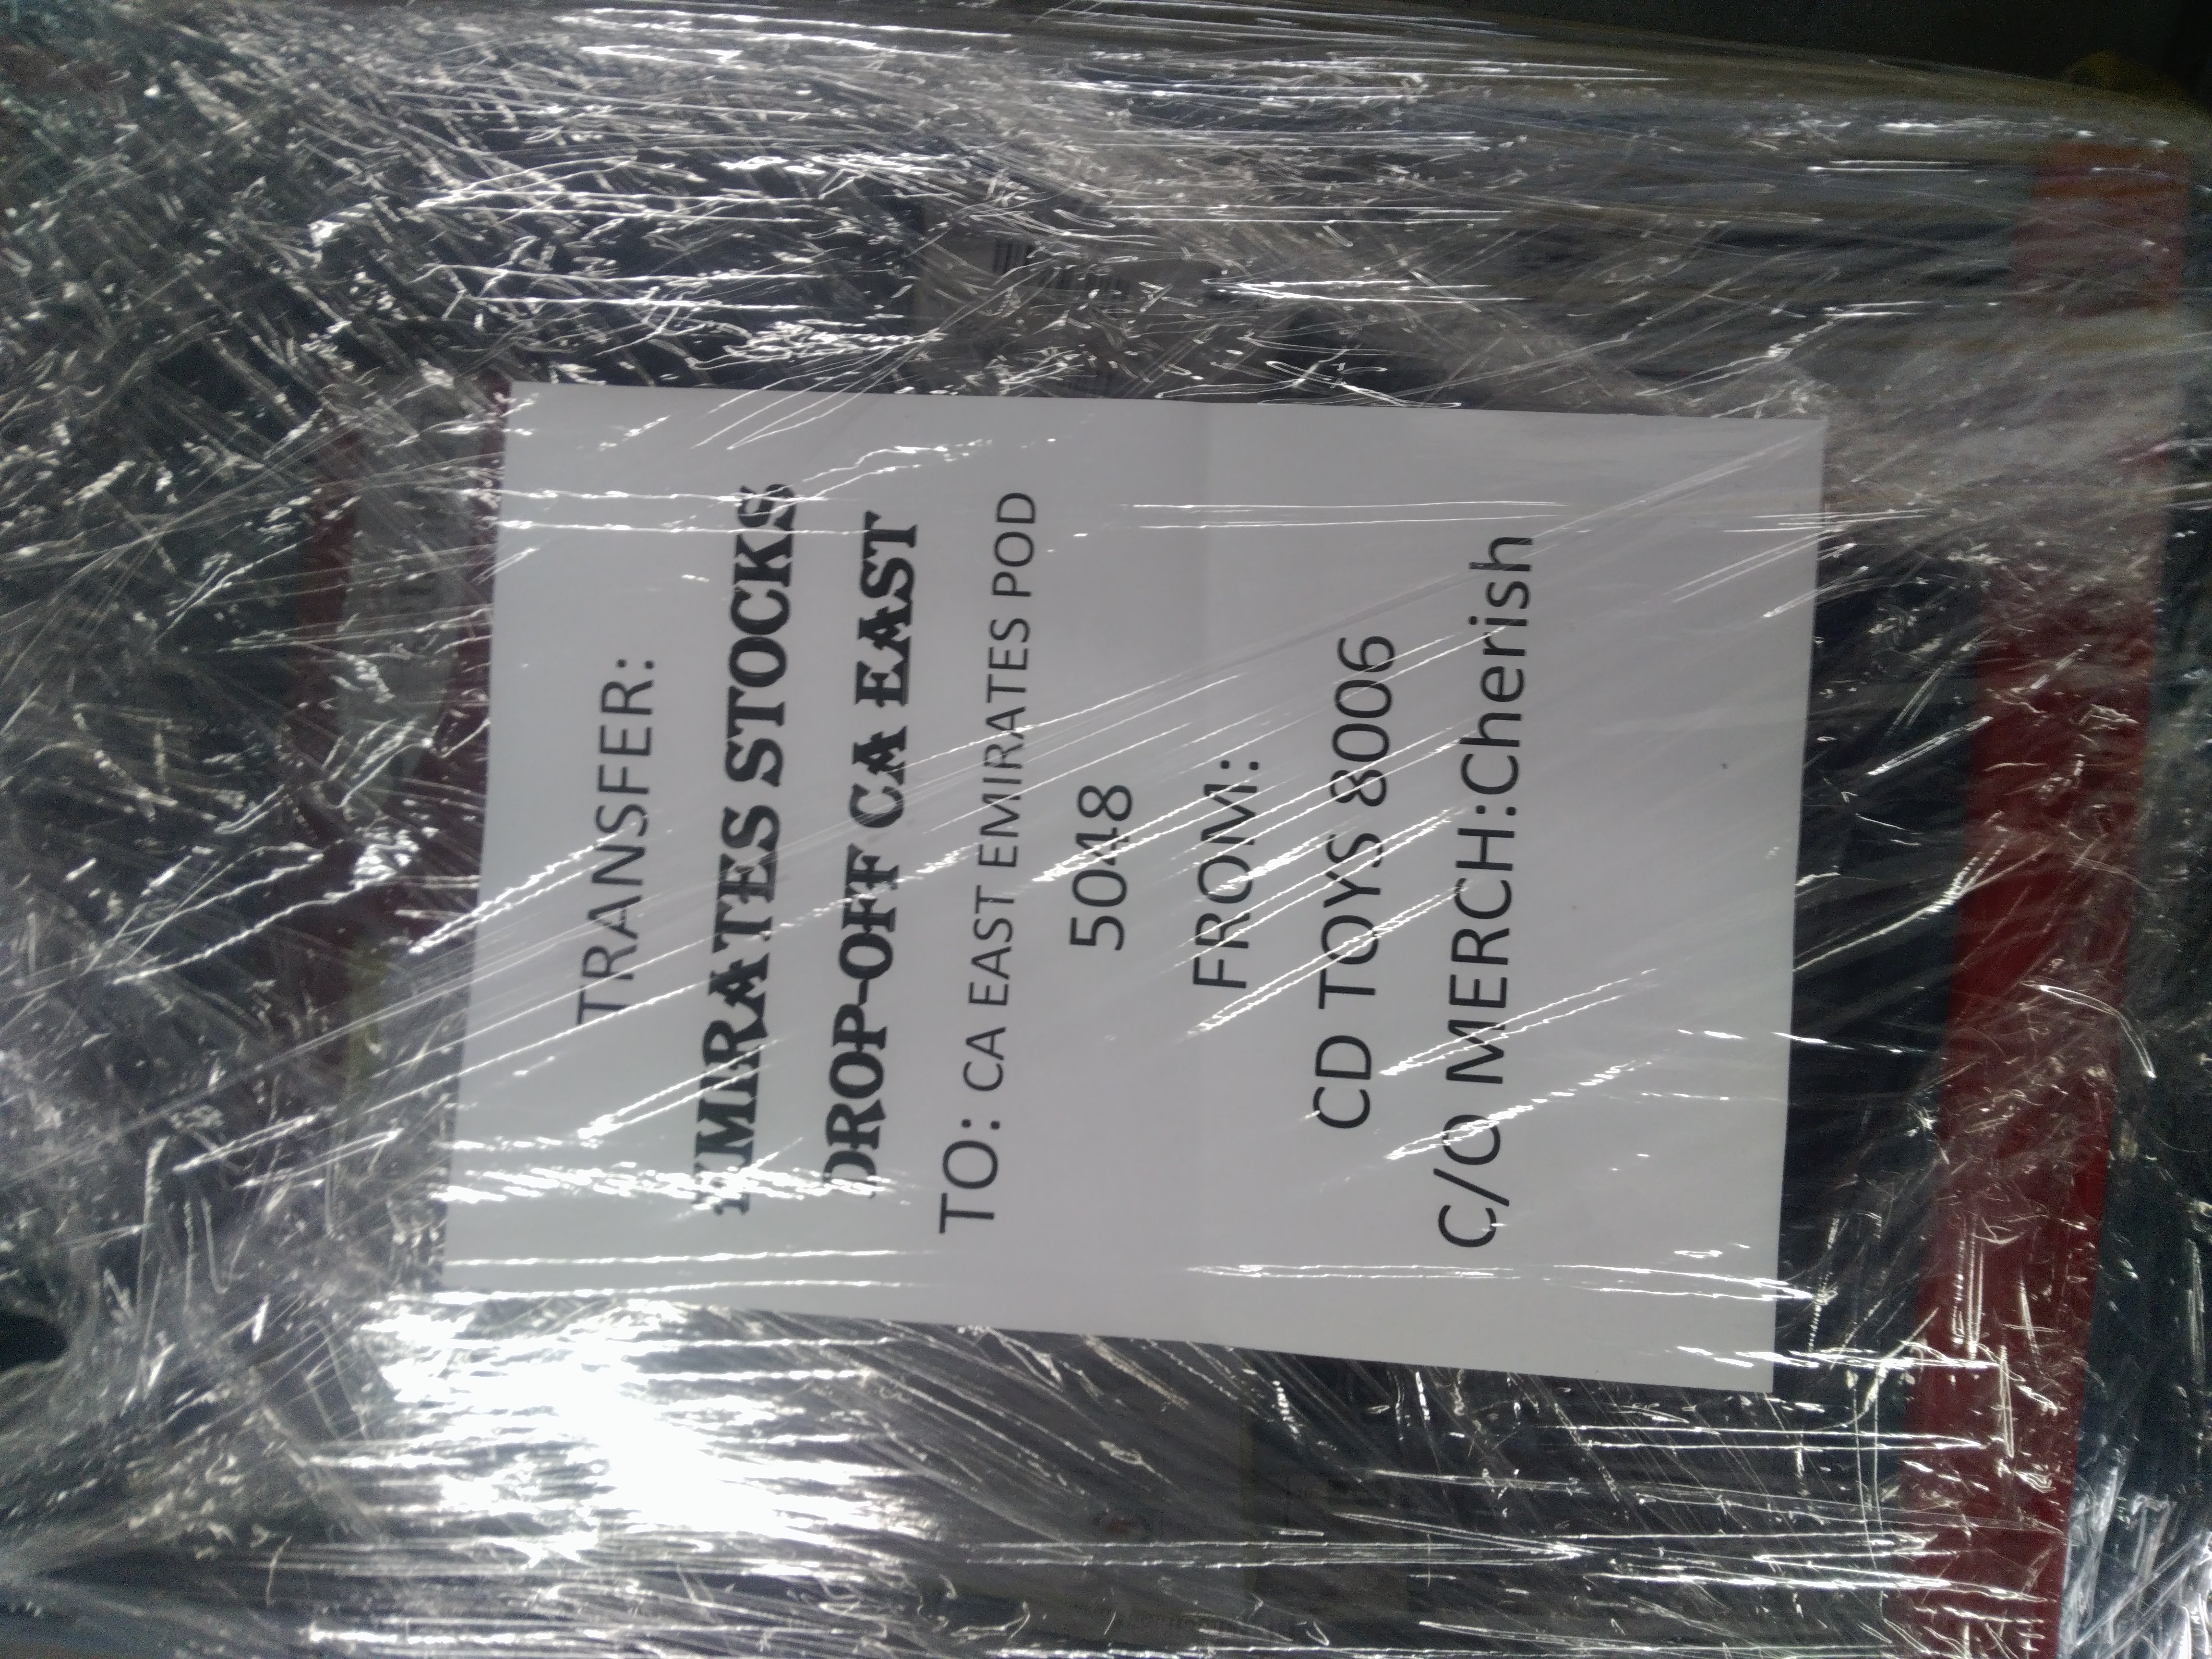 TRANSFER:
EMIRATES STOCKS
DROP-OFF CA EAST
TO: CA EAST EMIRATES POD
5048
FROM:
CD TOYS 8006
C/O MERCH:Cherish